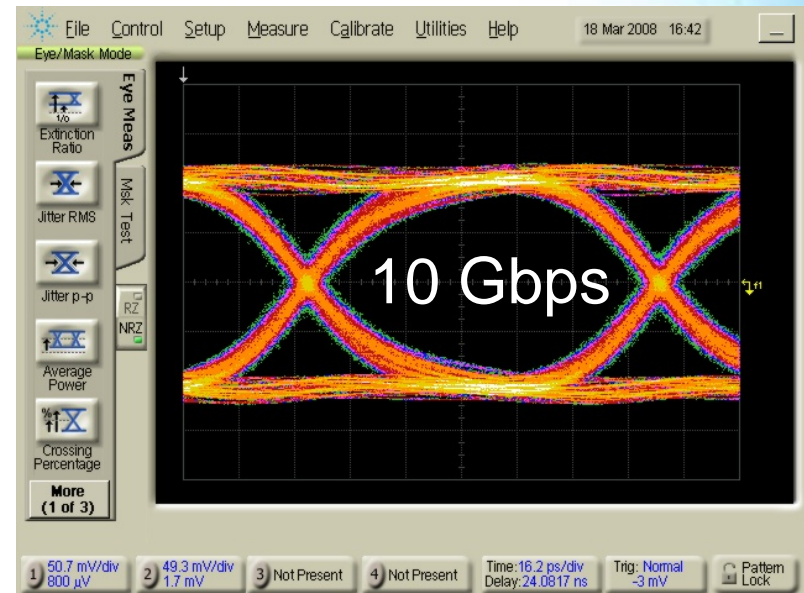 File Control Setup Measure Calibrate Utilities Help 18 Mar 2008 16:42
Eye/Mask Mode
Eye Meas
Msk Test
1/0
Extinction
Ratio
Jitter RMS
Jitter p-p
RZ
NRZ
Average
Power
%
Crossing
Percentage
More
(1 of 3)
10 Gbps
f1
1) 50.7 mV/div
800 µV
2) 49.3 mV/div
1.7 mV
3) Not Present
4) Not Present
Time:16.2 ps/div
Delay:24.0817 ns
Trig: Normal
-3 mV
Pattern
Lock